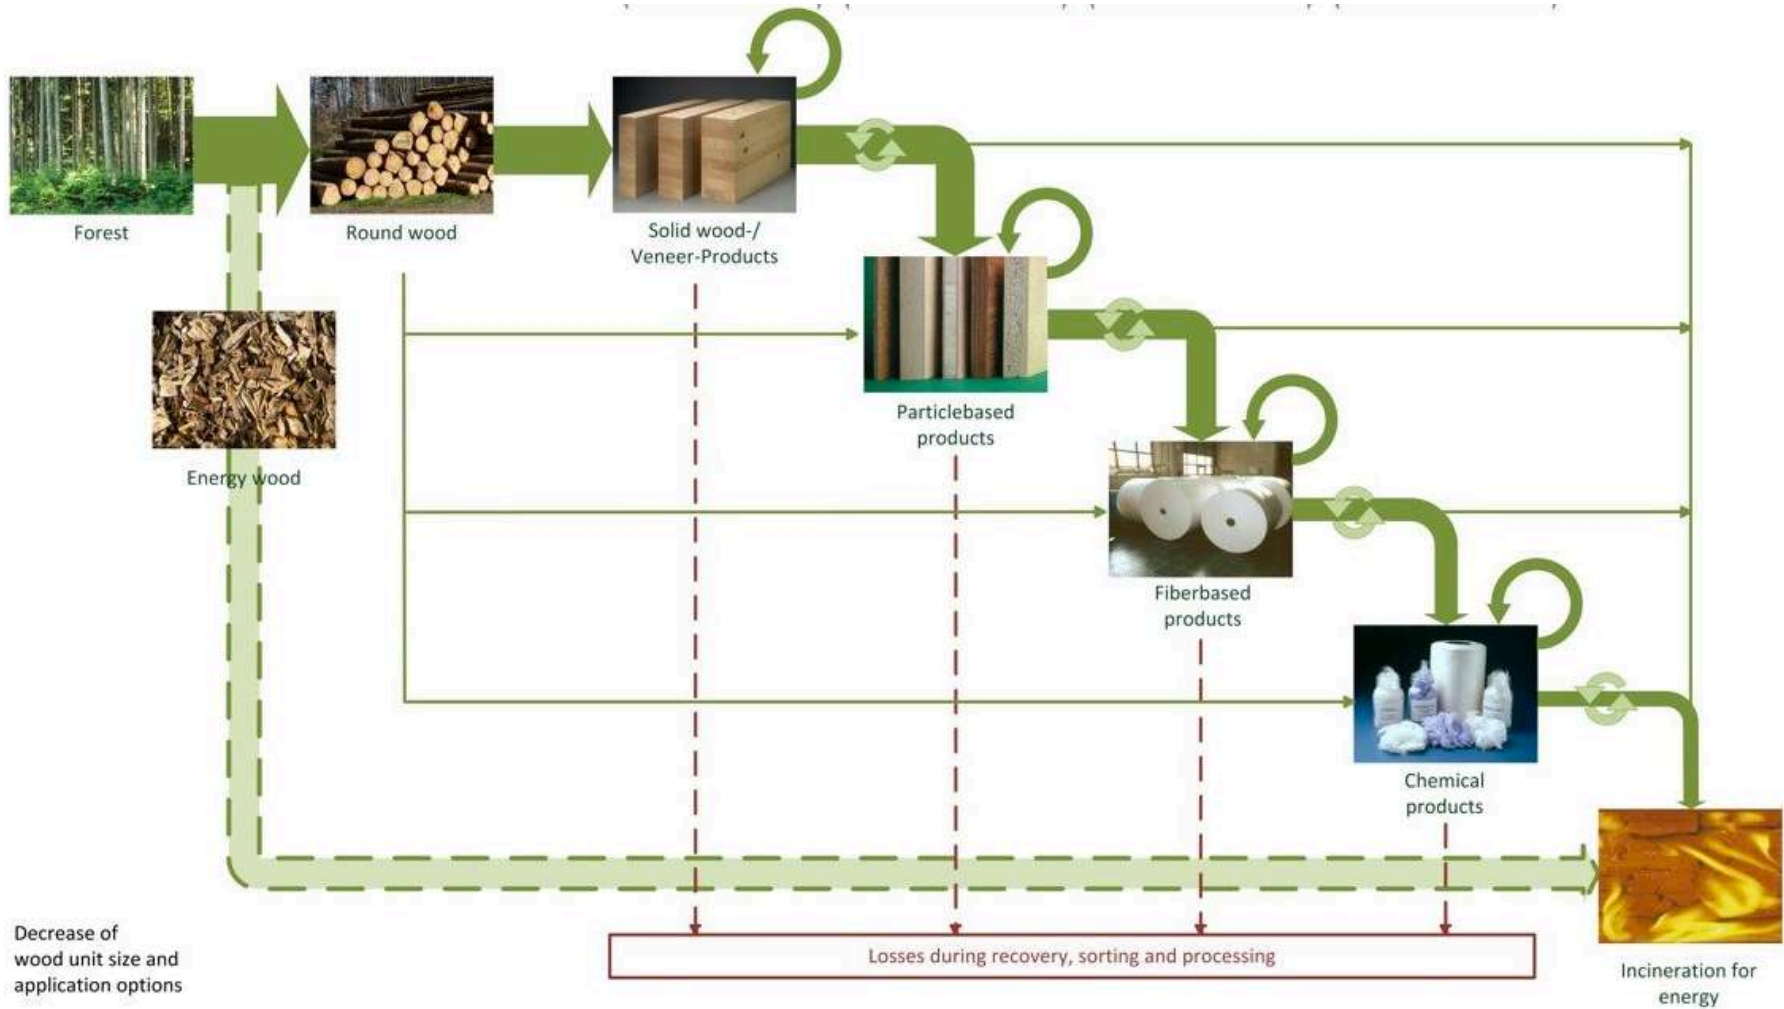 Forest
Round wood
Solid wood-/
Veneer-Products
Energy wood
Particlebased
products
Fiberbased
products
Chemical
products
Decrease of
wood unit size and
application options
Losses during recovery, sorting and processing
Incineration for
energy